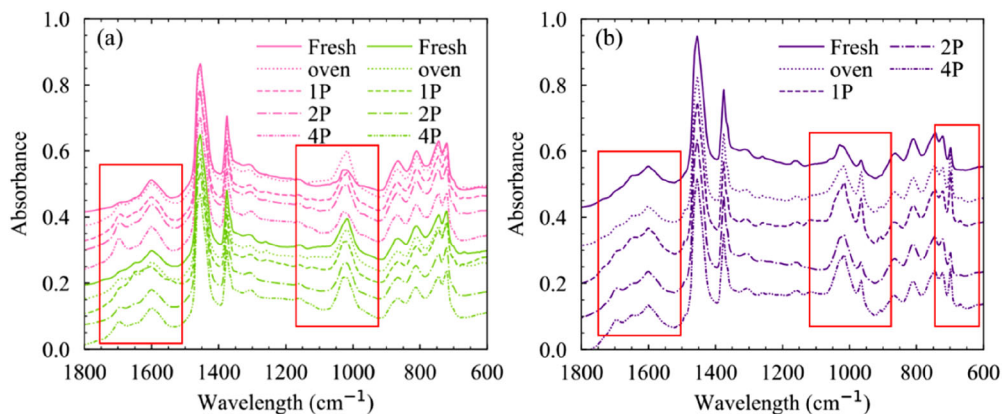 (a)
Fresh Fresh
oven oven
1P 1P
2P 2P
4P 4P
Absorbance
1.0
0.8
0.6
0.4
0.2
0.0
1800 1600 1400 1200 1000 800 600
Wavelength (cm⁻¹)
(b)
Fresh 2P
oven 4P
1P
Absorbance
1.0
0.8
0.6
0.4
0.2
0.0
1800 1600 1400 1200 1000 800 600
Wavelength (cm⁻¹)